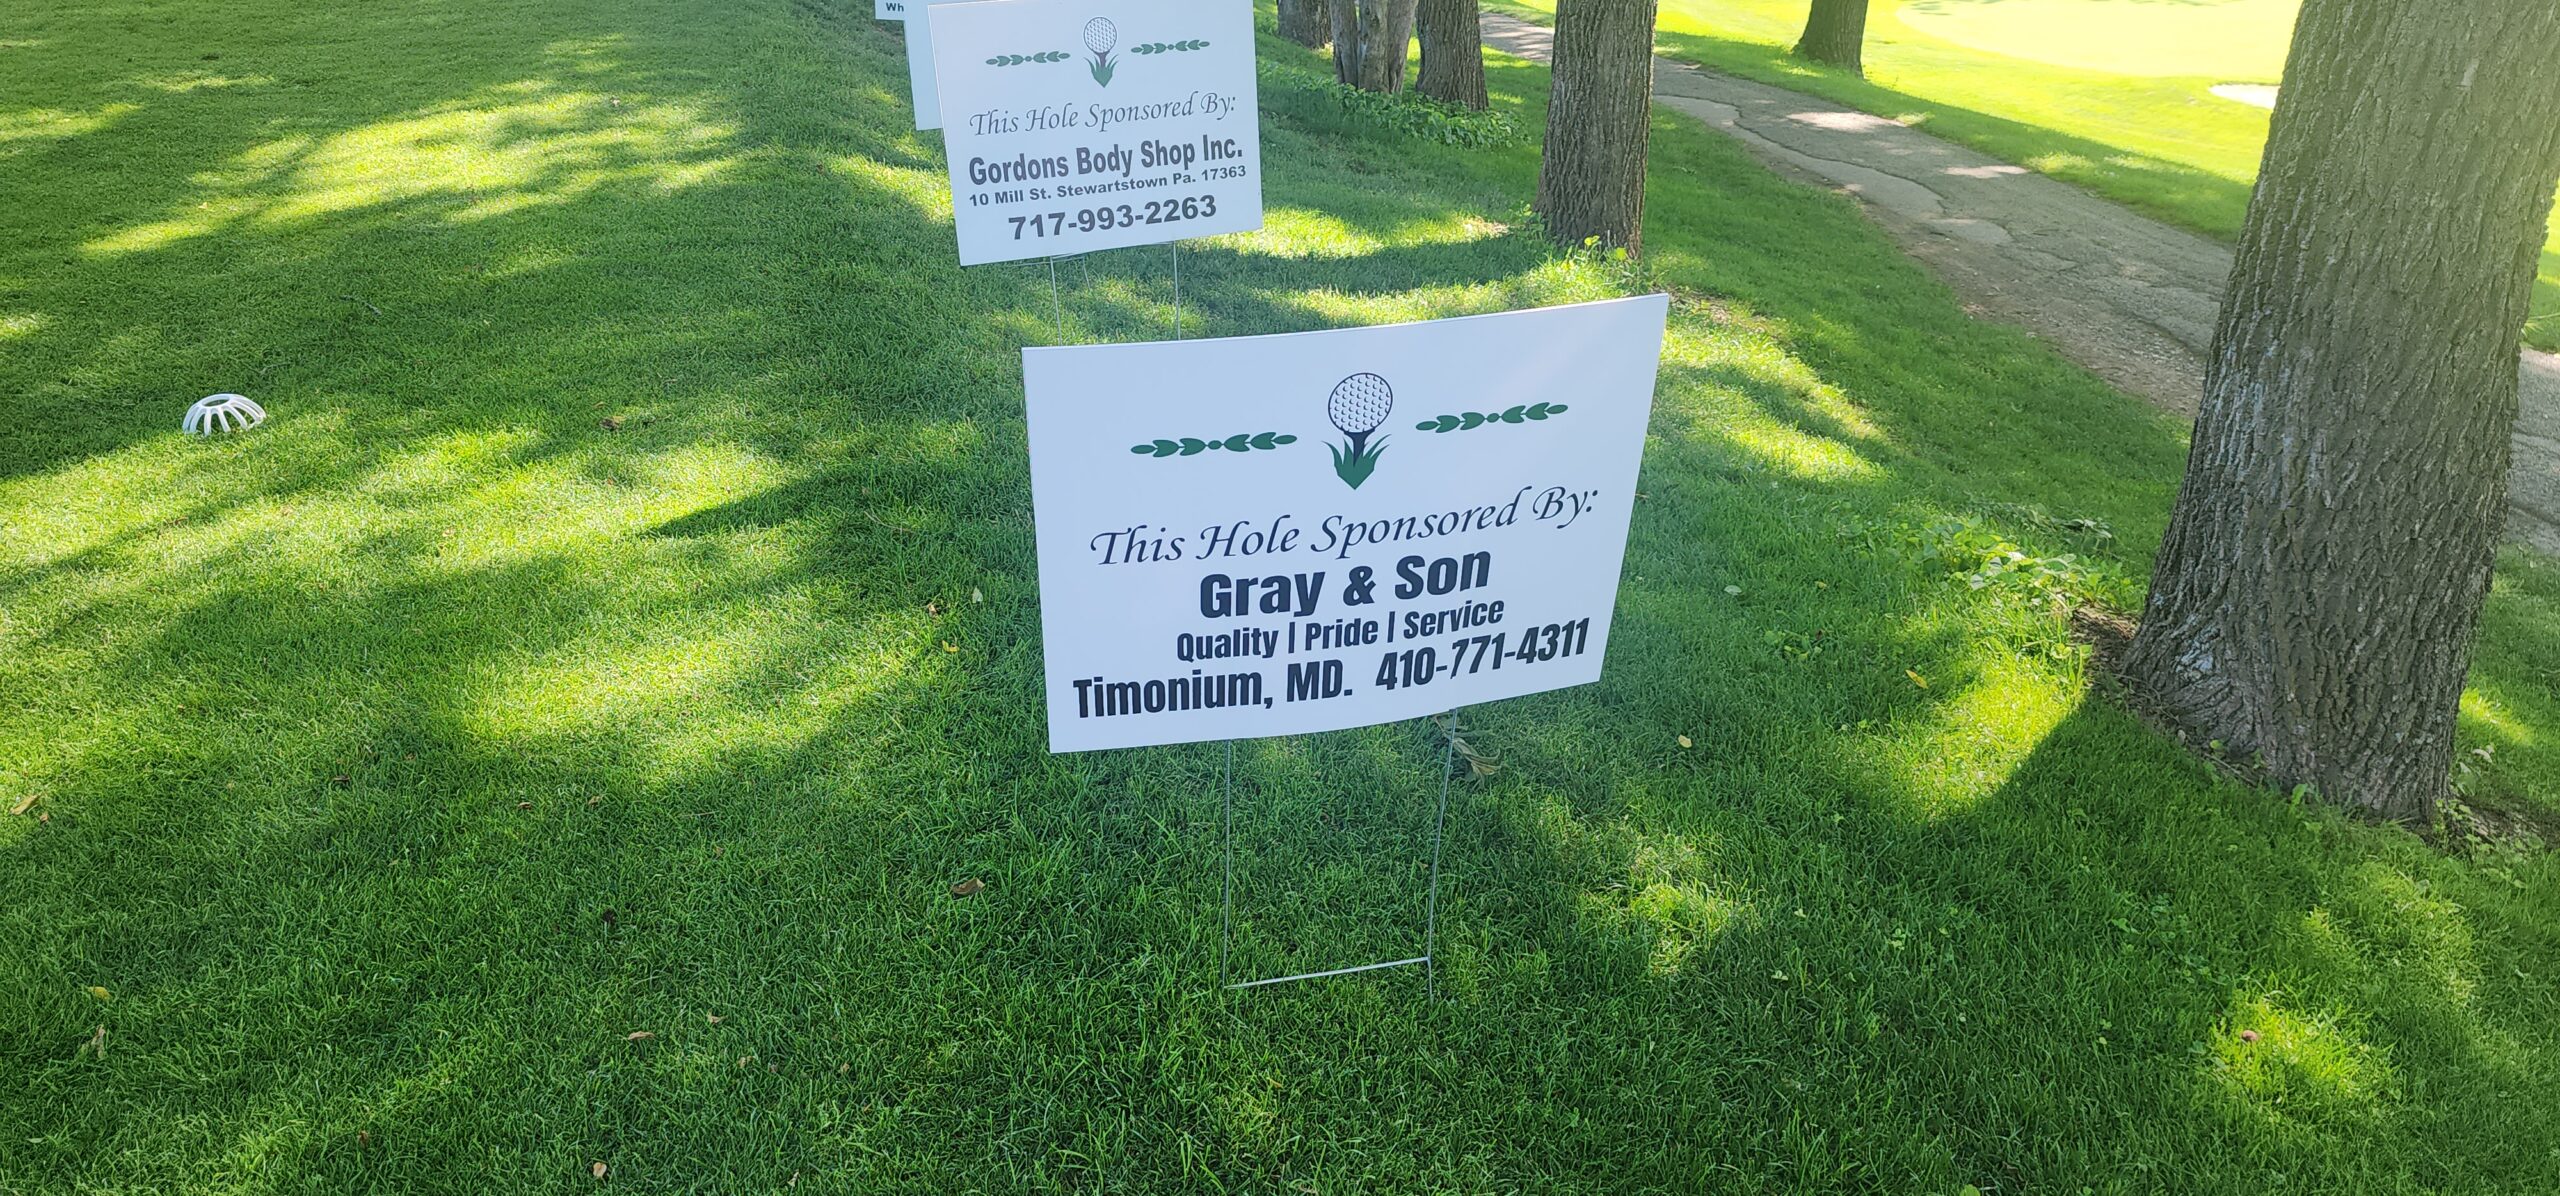 This Hole Sponsored By:
Gordons Body Shop Inc.
10 Mill St. Stewartstown Pa. 17363
717-993-2263
This Hole Sponsored By:
Gray & Son
Quality | Pride | Service
Timonium, MD. 410-771-4311